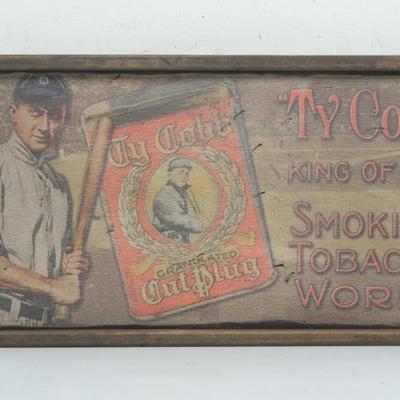 Ty Cobb's
GRANULATED
Cut Plug
"TY CO
KING OF
SMOKI
TOBAC
WOR